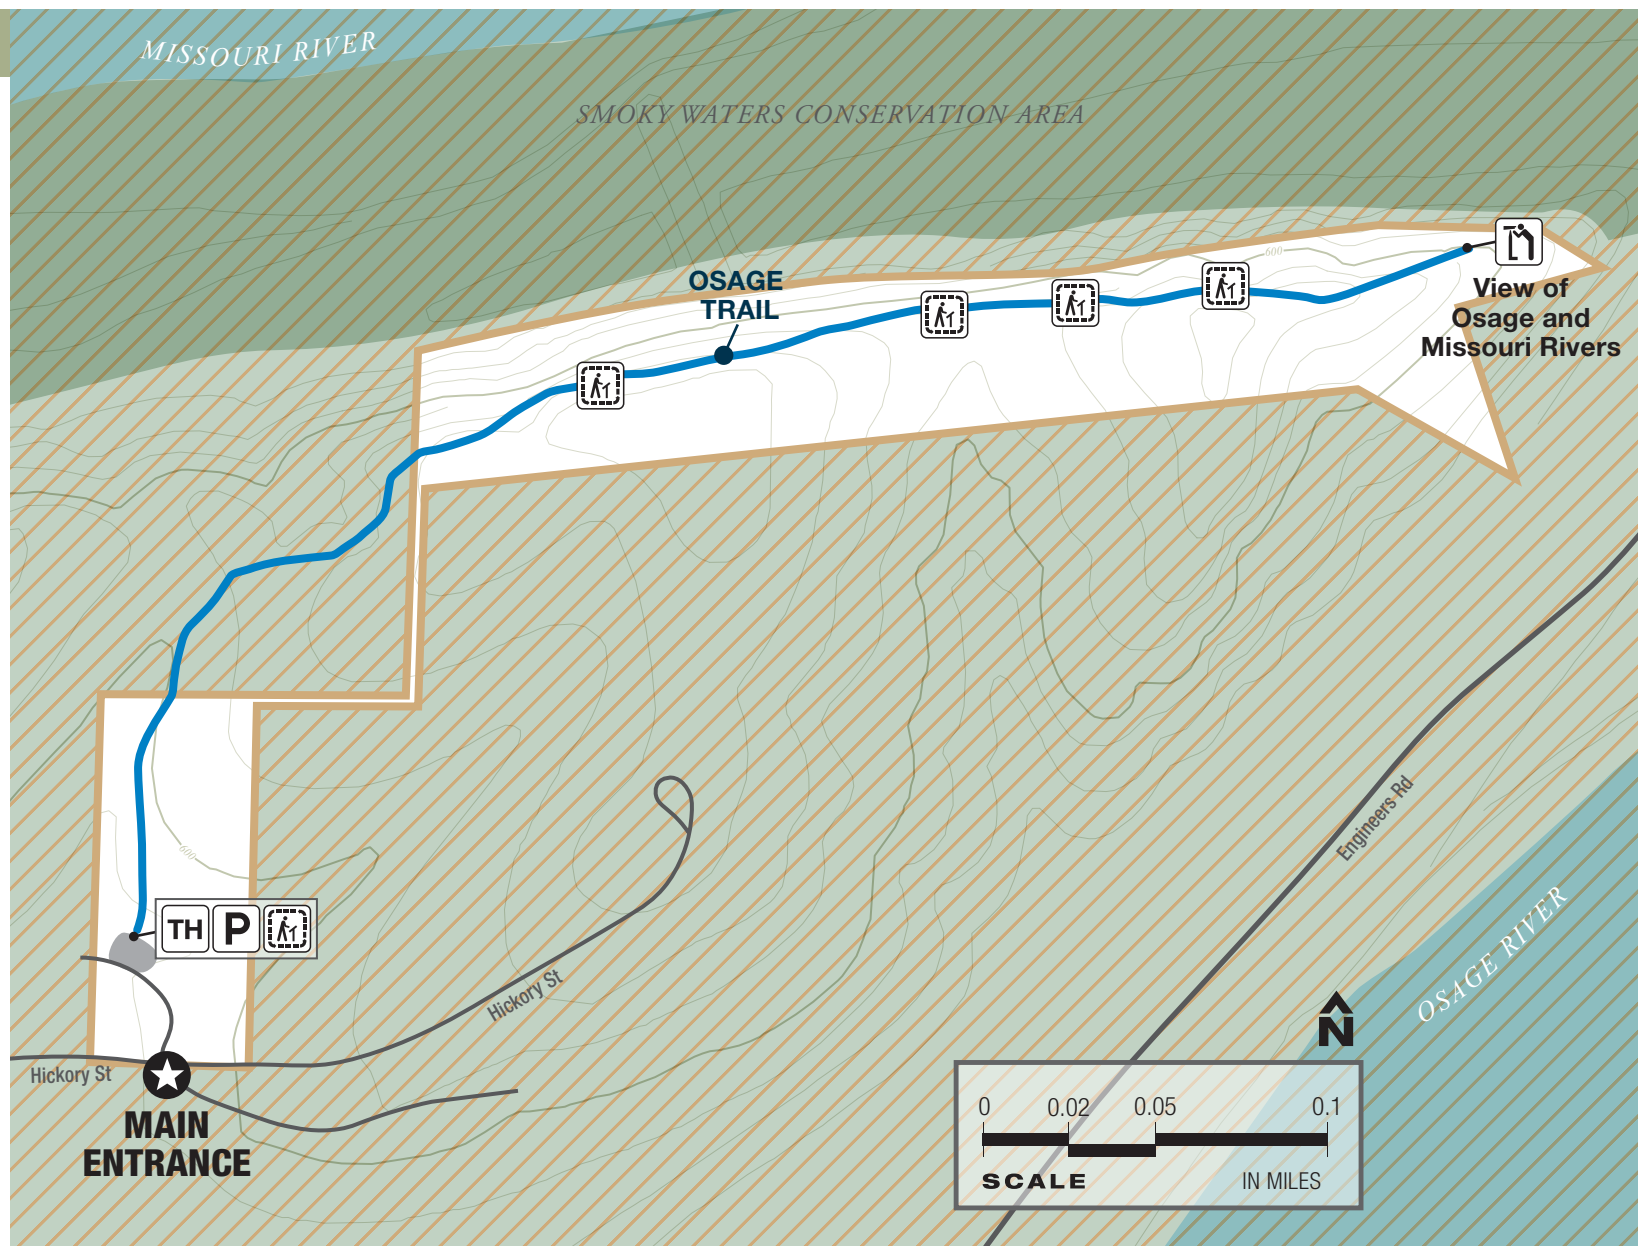 MISSOURI RIVER
SMOKY WATERS CONSERVATION AREA
600
OSAGE
TRAIL
View of
Osage and
Missouri Rivers
600
Engineers Rd
TH P
OSAGE RIVER
Hickory St
N
Hickory St
MAIN
ENTRANCE
0 0.02 0.05 0.1
SCALE IN MILES